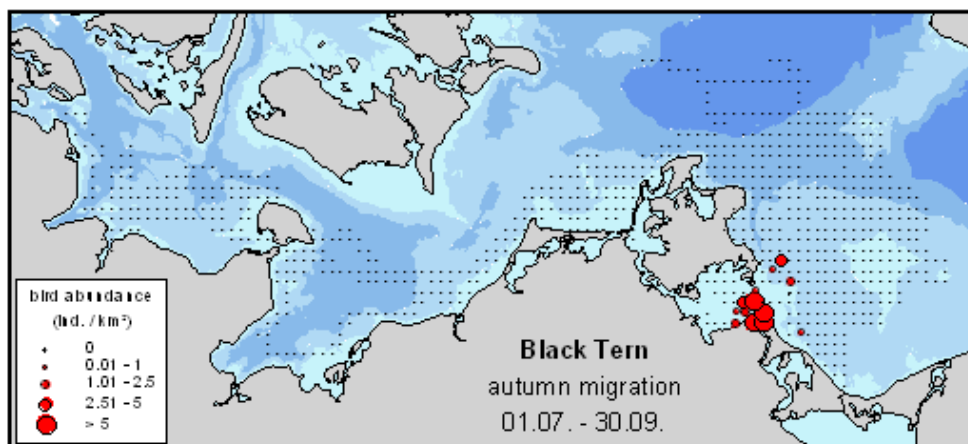 bird abundance
(Ind. / km²)
0
0.01 - 1
1.01 - 2.5
2.51 - 5
> 5
Black Tern
autumn migration
01.07. - 30.09.